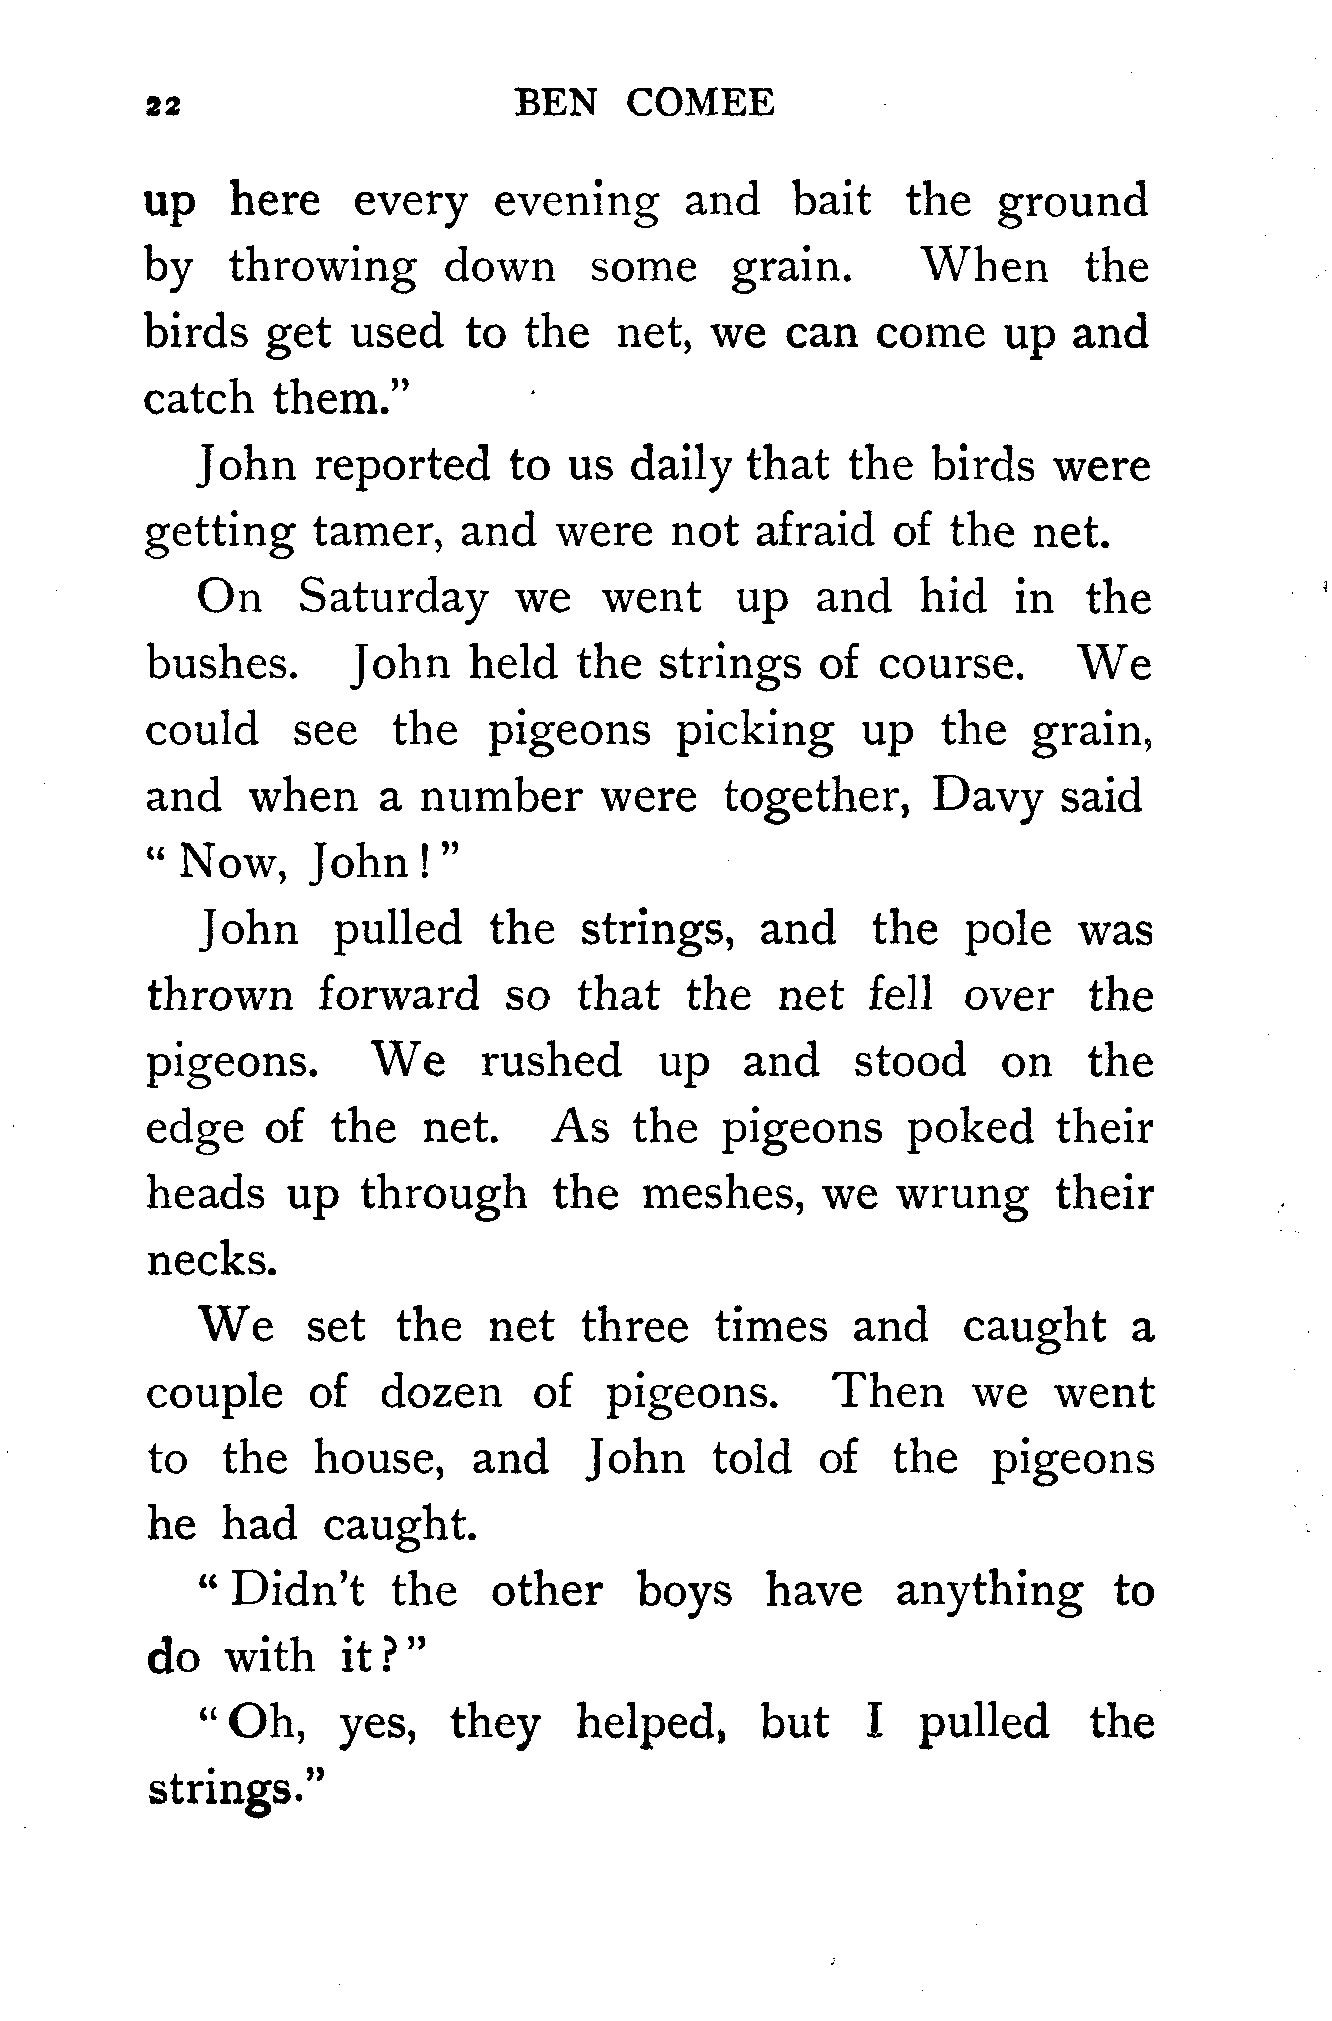 22 BEN COMEE
up here every evening and bait the ground
by throwing down some grain. When the
birds get used to the net, we can come up and
catch them."
John reported to us daily that the birds were
getting tamer, and were not afraid of the net.
On Saturday we went up and hid in the
bushes. John held the strings of course. We
could see the pigeons picking up the grain,
and when a number were together, Davy said
" Now, John ! "
John pulled the strings, and the pole was
thrown forward so that the net fell over the
pigeons. We rushed up and stood on the
edge of the net. As the pigeons poked their
heads up through the meshes, we wrung their
necks.
We set the net three times and caught a
couple of dozen of pigeons. Then we went
to the house, and John told of the pigeons
he had caught.
" Didn't the other boys have anything to
do with it ? "
" Oh, yes, they helped, but I pulled the
strings."